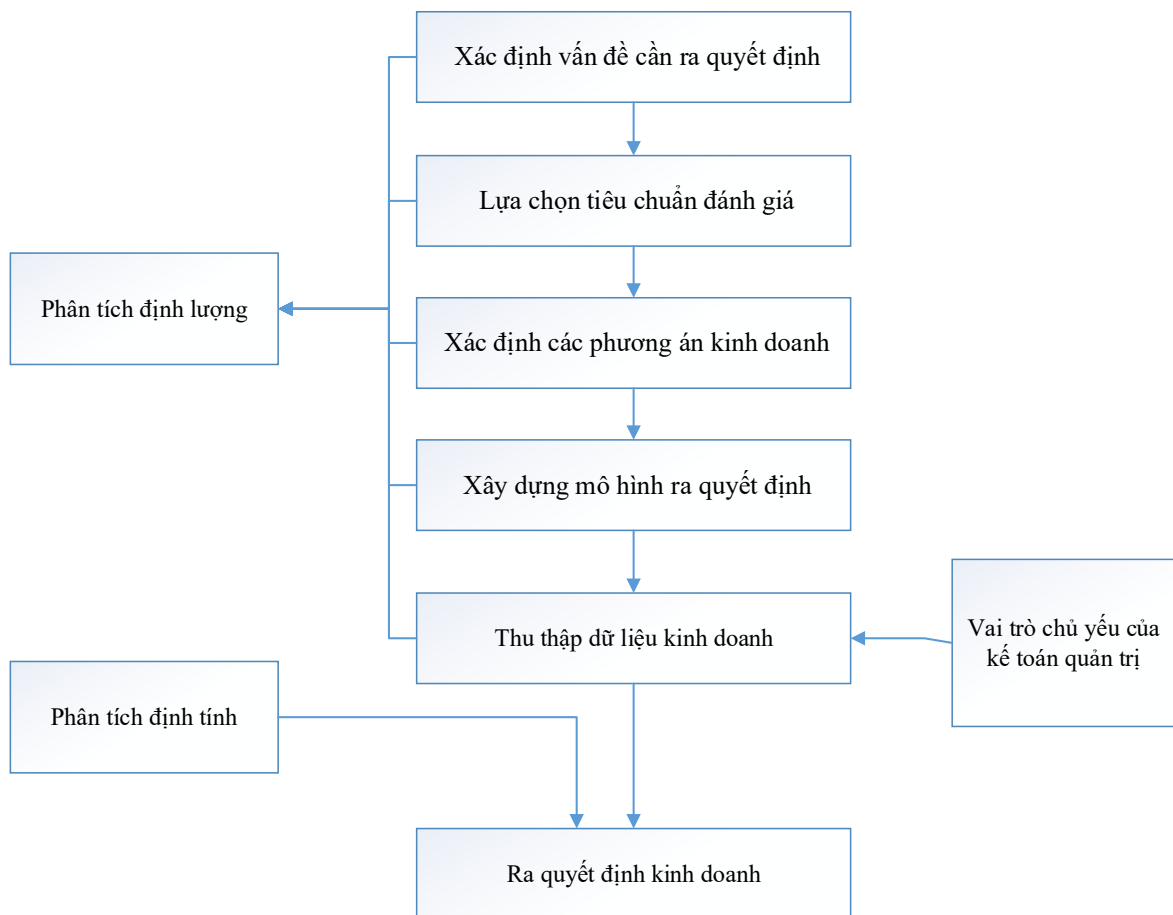 Xác định vấn đề cần ra quyết định
Lựa chọn tiêu chuẩn đánh giá
Phân tích định lượng
Xác định các phương án kinh doanh
Xây dựng mô hình ra quyết định
Thu thập dữ liệu kinh doanh
Vai trò chủ yếu của
kế toán quản trị
Phân tích định tính
Ra quyết định kinh doanh